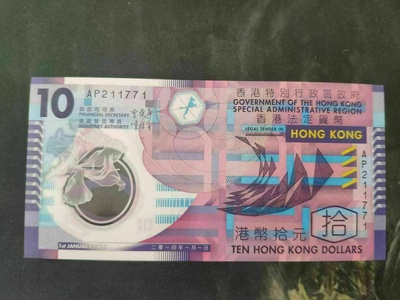 10
AP211771
財政司司長
FINANCIAL SECRETARY
金融管理專員
MONETARY AUTHORITY
香港特別行政區政府
GOVERNMENT OF THE HONG KONG
SPECIAL ADMINISTRATIVE REGION
香港法定貨幣
LEGAL TENDER IN
HONG KONG
AP211771
10
拾
1st JANUARY
二零一四年一月一日
港幣拾元
TEN HONG KONG DOLLARS